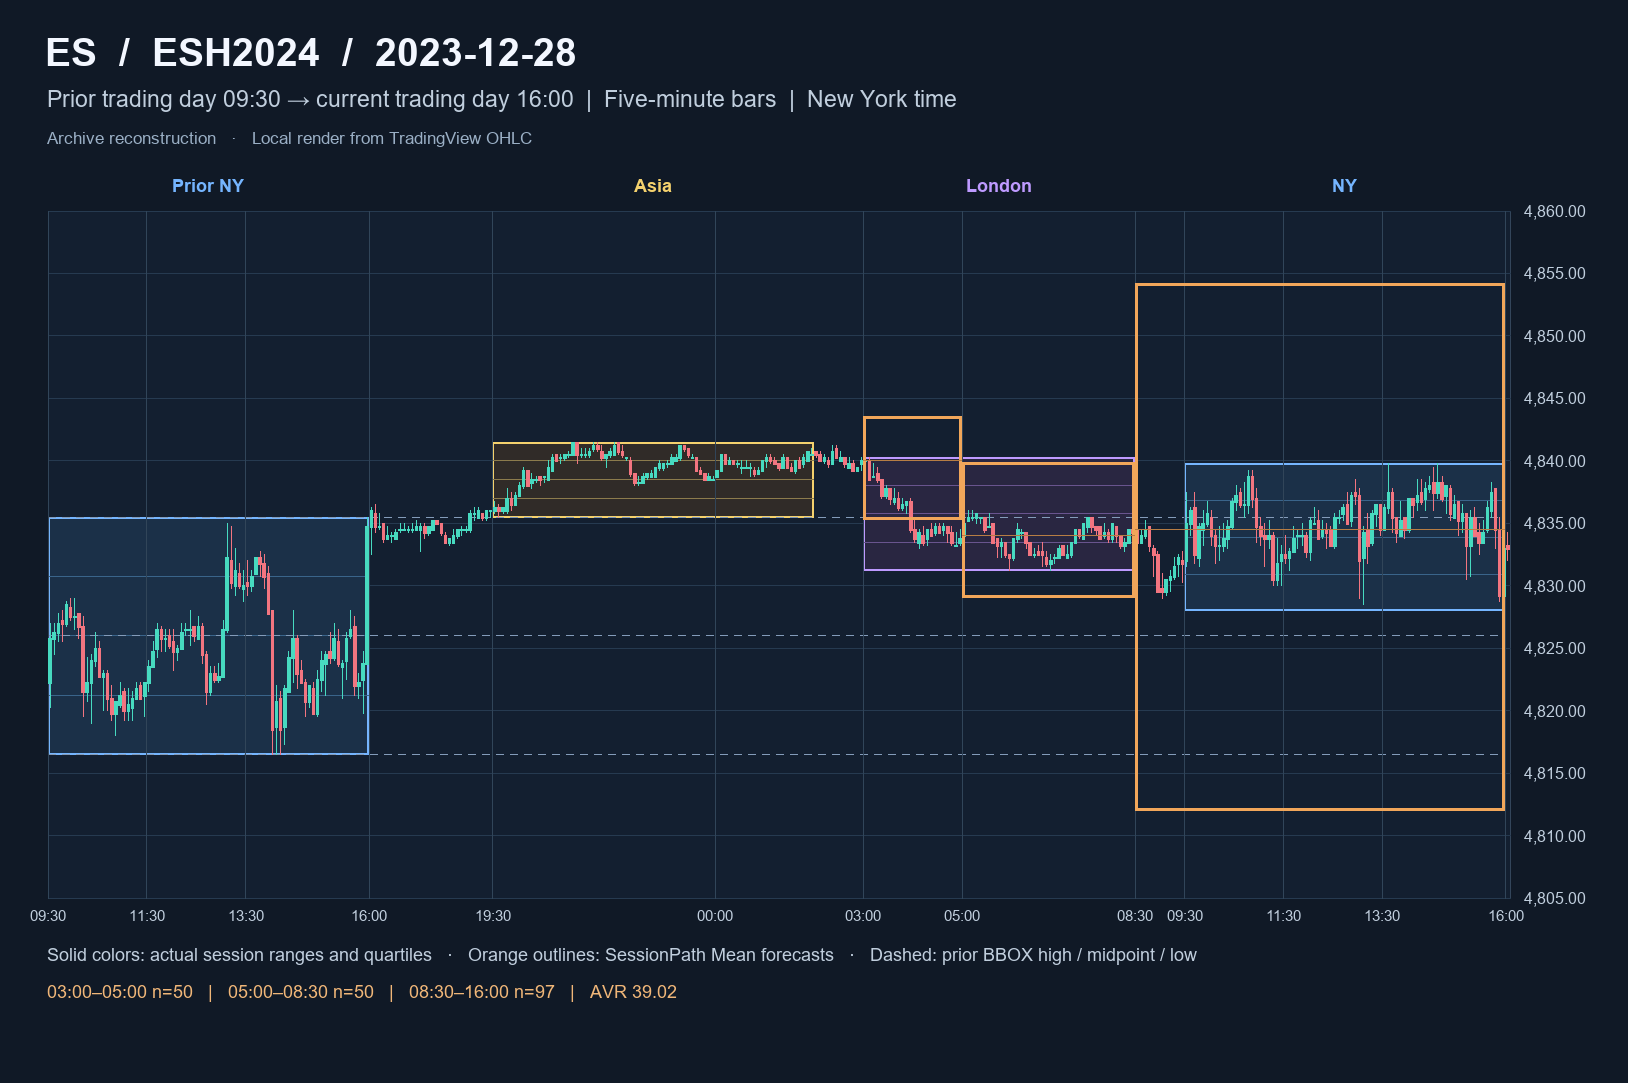 ES / ESH2024 / 2023-12-28
Prior trading day 09:30 → current trading day 16:00 | Five-minute bars | New York time
Archive reconstruction · Local render from TradingView OHLC
Prior NY Asia London NY
4,860.00
4,855.00
4,850.00
4,845.00
4,840.00
4,835.00
4,830.00
4,825.00
4,820.00
4,815.00
4,810.00
4,805.00
09:30 11:30 13:30 16:00 19:30 00:00 03:00 05:00 08:30 09:30 11:30 13:30 16:00
Solid colors: actual session ranges and quartiles · Orange outlines: SessionPath Mean forecasts · Dashed: prior BBOX high / midpoint / low
03:00–05:00 n=50 | 05:00–08:30 n=50 | 08:30–16:00 n=97 | AVR 39.02